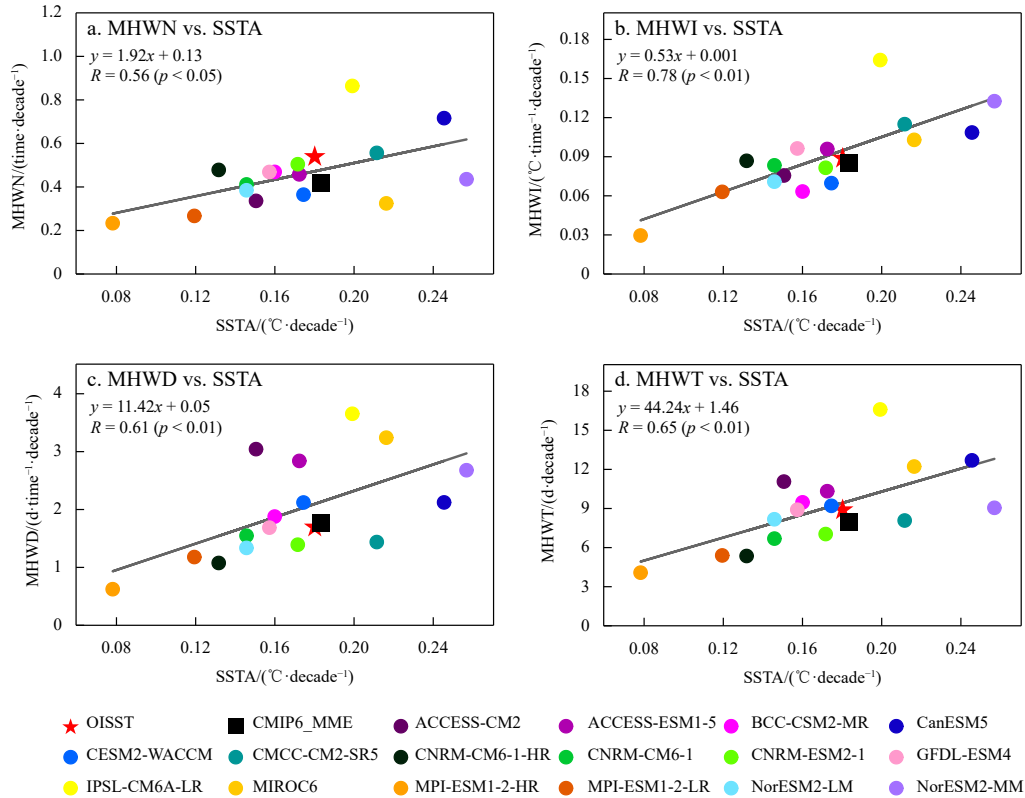 a. MHWN vs. SSTA
y = 1.92x + 0.13
R = 0.56 (p < 0.05)
MHWN/(time·decade⁻¹)
1.2
1.0
0.8
0.6
0.4
0.2
0
0.08 0.12 0.16 0.20 0.24
SSTA/(℃·decade⁻¹)
b. MHWI vs. SSTA
y = 0.53x + 0.001
R = 0.78 (p < 0.01)
MHWI/(℃·time⁻¹·decade⁻¹)
0.18
0.15
0.12
0.09
0.06
0.03
0
0.08 0.12 0.16 0.20 0.24
SSTA/(℃·decade⁻¹)
c. MHWD vs. SSTA
y = 11.42x + 0.05
R = 0.61 (p < 0.01)
MHWD/(d·time⁻¹·decade⁻¹)
4
3
2
1
0
0.08 0.12 0.16 0.20 0.24
SSTA/(℃·decade⁻¹)
d. MHWT vs. SSTA
y = 44.24x + 1.46
R = 0.65 (p < 0.01)
MHWT/(d·decade⁻¹)
18
15
12
9
6
3
0
0.08 0.12 0.16 0.20 0.24
SSTA/(℃·decade⁻¹)
OISST CMIP6_MME ACCESS-CM2 ACCESS-ESM1-5 BCC-CSM2-MR CanESM5
CESM2-WACCM CMCC-CM2-SR5 CNRM-CM6-1-HR CNRM-CM6-1 CNRM-ESM2-1 GFDL-ESM4
IPSL-CM6A-LR MIROC6 MPI-ESM1-2-HR MPI-ESM1-2-LR NorESM2-LM NorESM2-MM